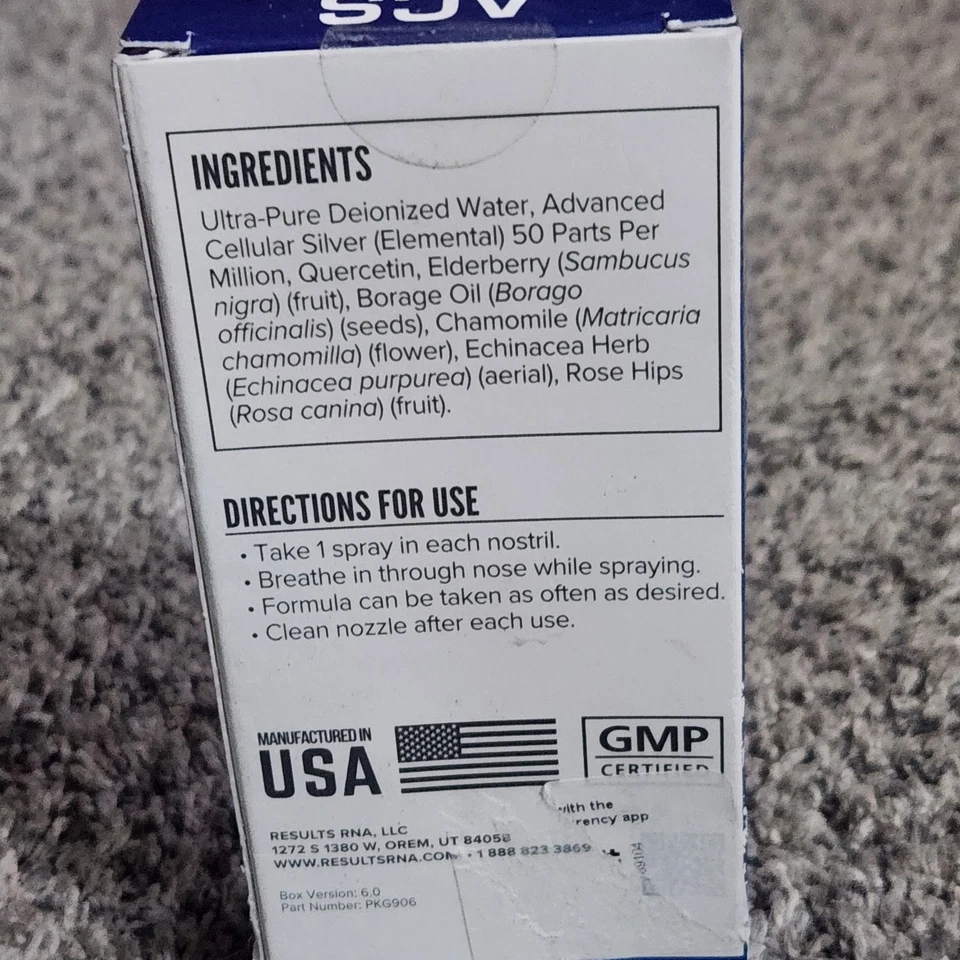 INGREDIENTS
Ultra-Pure Deionized Water, Advanced
Cellular Silver (Elemental) 50 Parts Per
Million, Quercetin, Elderberry (Sambucus
nigra) (fruit), Borage Oil (Borago
officinalis) (seeds), Chamomile (Matricaria
chamomilla) (flower), Echinacea Herb
(Echinacea purpurea) (aerial), Rose Hips
(Rosa canina) (fruit).
DIRECTIONS FOR USE
• Take 1 spray in each nostril.
• Breathe in through nose while spraying.
• Formula can be taken as often as desired.
• Clean nozzle after each use.
MANUFACTURED IN
USA
GMP
CERTIFIED
with the
rency app
RESULTS RNA, LLC
1272 S 1380 W, OREM, UT 84058
WWW.RESULTSRNA.COM • 1 888 823 3869
Box Version: 6.0
Part Number: PKG906